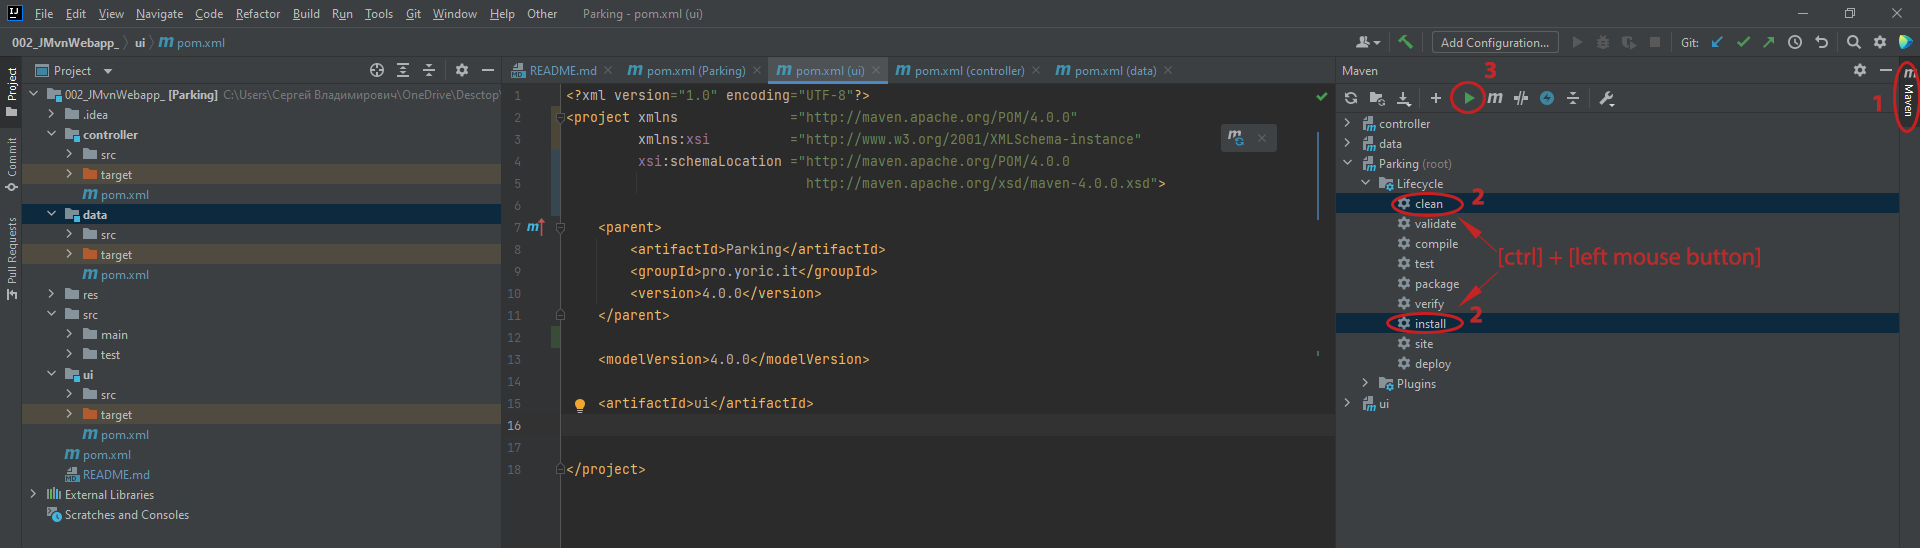 File Edit View Navigate Code Refactor Build Run Tools Git Window Help Other Parking - pom.xml (ui)
002_JMvnWebapp_ ui pom.xml
Add Configuration...
Git:
Project
README.md
pom.xml (Parking)
pom.xml (ui)
pom.xml (controller)
pom.xml (data)
Maven
Project
Commit
Pull Requests
002_JMvnWebapp_ [Parking] C:\Users\Сергей Владимирович\OneDrive\Desctop\
.idea
controller
src
target
pom.xml
data
src
target
pom.xml
res
src
main
test
ui
src
target
pom.xml
pom.xml
README.md
External Libraries
Scratches and Consoles
1 <?xml version="1.0" encoding="UTF-8"?>
2 <project xmlns ="http://maven.apache.org/POM/4.0.0"
3 xmlns:xsi ="http://www.w3.org/2001/XMLSchema-instance"
4 xsi:schemaLocation ="http://maven.apache.org/POM/4.0.0
5 http://maven.apache.org/xsd/maven-4.0.0.xsd">
6
7 <parent>
8 <artifactId>Parking</artifactId>
9 <groupId>pro.yoric.it</groupId>
10 <version>4.0.0</version>
11 </parent>
12
13 <modelVersion>4.0.0</modelVersion>
14
15 <artifactId>ui</artifactId>
16
17
18 </project>
3
controller
data
Parking (root)
Lifecycle
clean 2
validate
compile
test
package
verify
install 2
site
deploy
Plugins
ui
[ctrl] + [left mouse button]
1
Maven